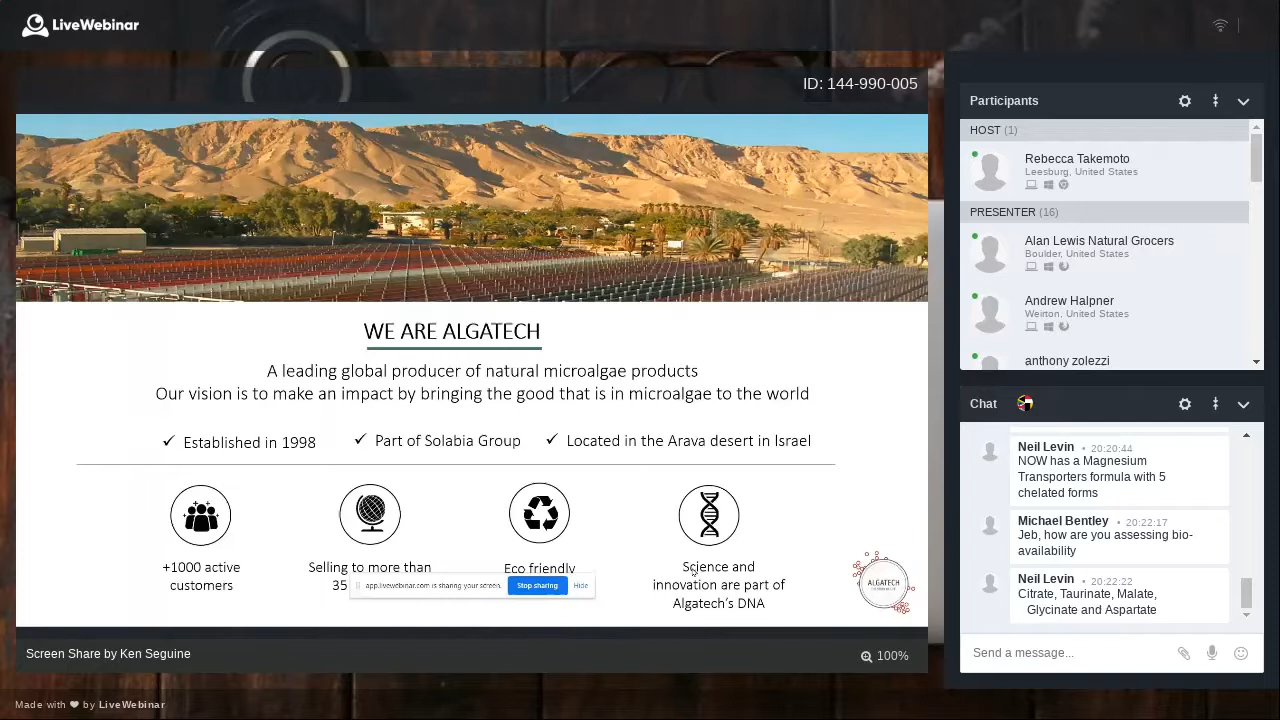 LiveWebinar
ID: 144-990-005
WE ARE ALGATECH
A leading global producer of natural microalgae products
Our vision is to make an impact by bringing the good that is in microalgae to the world
✓ Established in 1998 ✓ Part of Solabia Group ✓ Located in the Arava desert in Israel
+1000 active
customers
Selling to more than
35
Eco friendly
Science and
innovation are part of
Algatech's DNA
app.livewebinar.com is sharing your screen. Stop sharing Hide
ALGATECH
Screen Share by Ken Seguine
100%
Participants
HOST (1)
Rebecca Takemoto
Leesburg, United States
PRESENTER (16)
Alan Lewis Natural Grocers
Boulder, United States
Andrew Halpner
Weirton, United States
anthony zolezzi
Chat
Neil Levin • 20:20:44
NOW has a Magnesium
Transporters formula with 5
chelated forms
Michael Bentley • 20:22:17
Jeb, how are you assessing bio-
availability
Neil Levin • 20:22:22
Citrate, Taurinate, Malate,
Glycinate and Aspartate
Send a message...
Made with ♥ by LiveWebinar